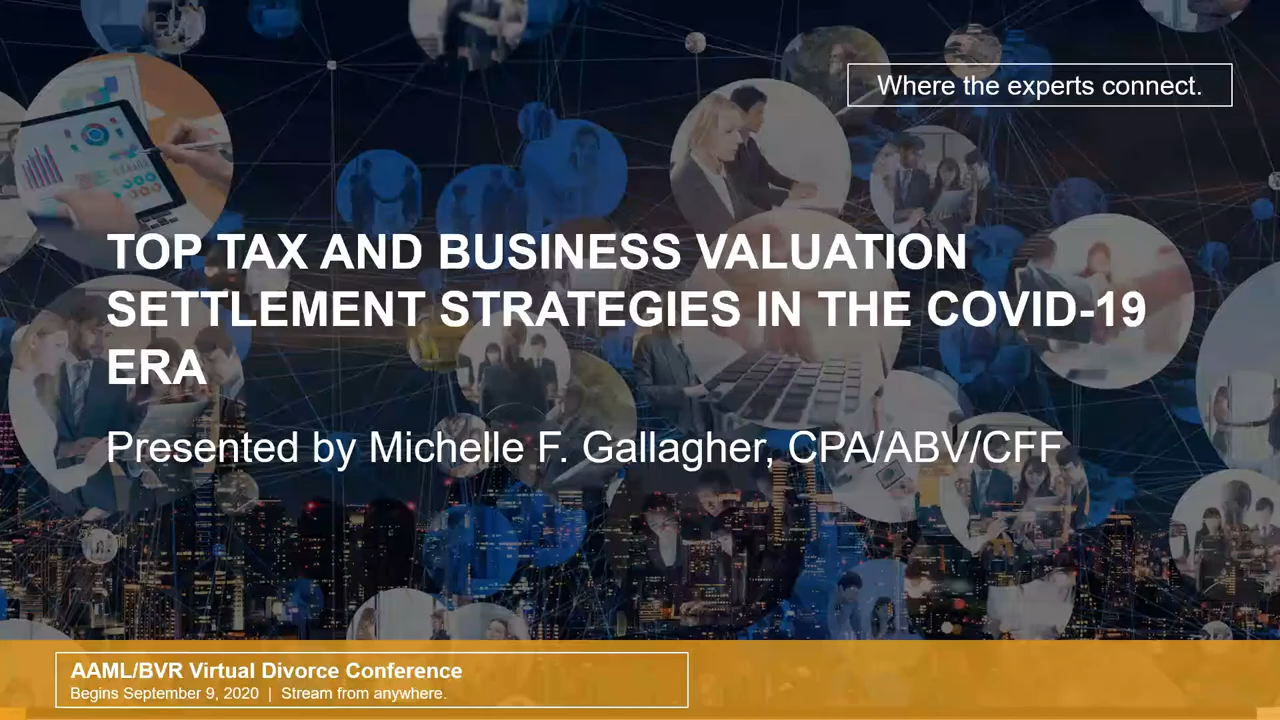 Where the experts connect.
TOP TAX AND BUSINESS VALUATION
SETTLEMENT STRATEGIES IN THE COVID-19
ERA
Presented by Michelle F. Gallagher, CPA/ABV/CFF
AAML/BVR Virtual Divorce Conference
Begins September 9, 2020 | Stream from anywhere.